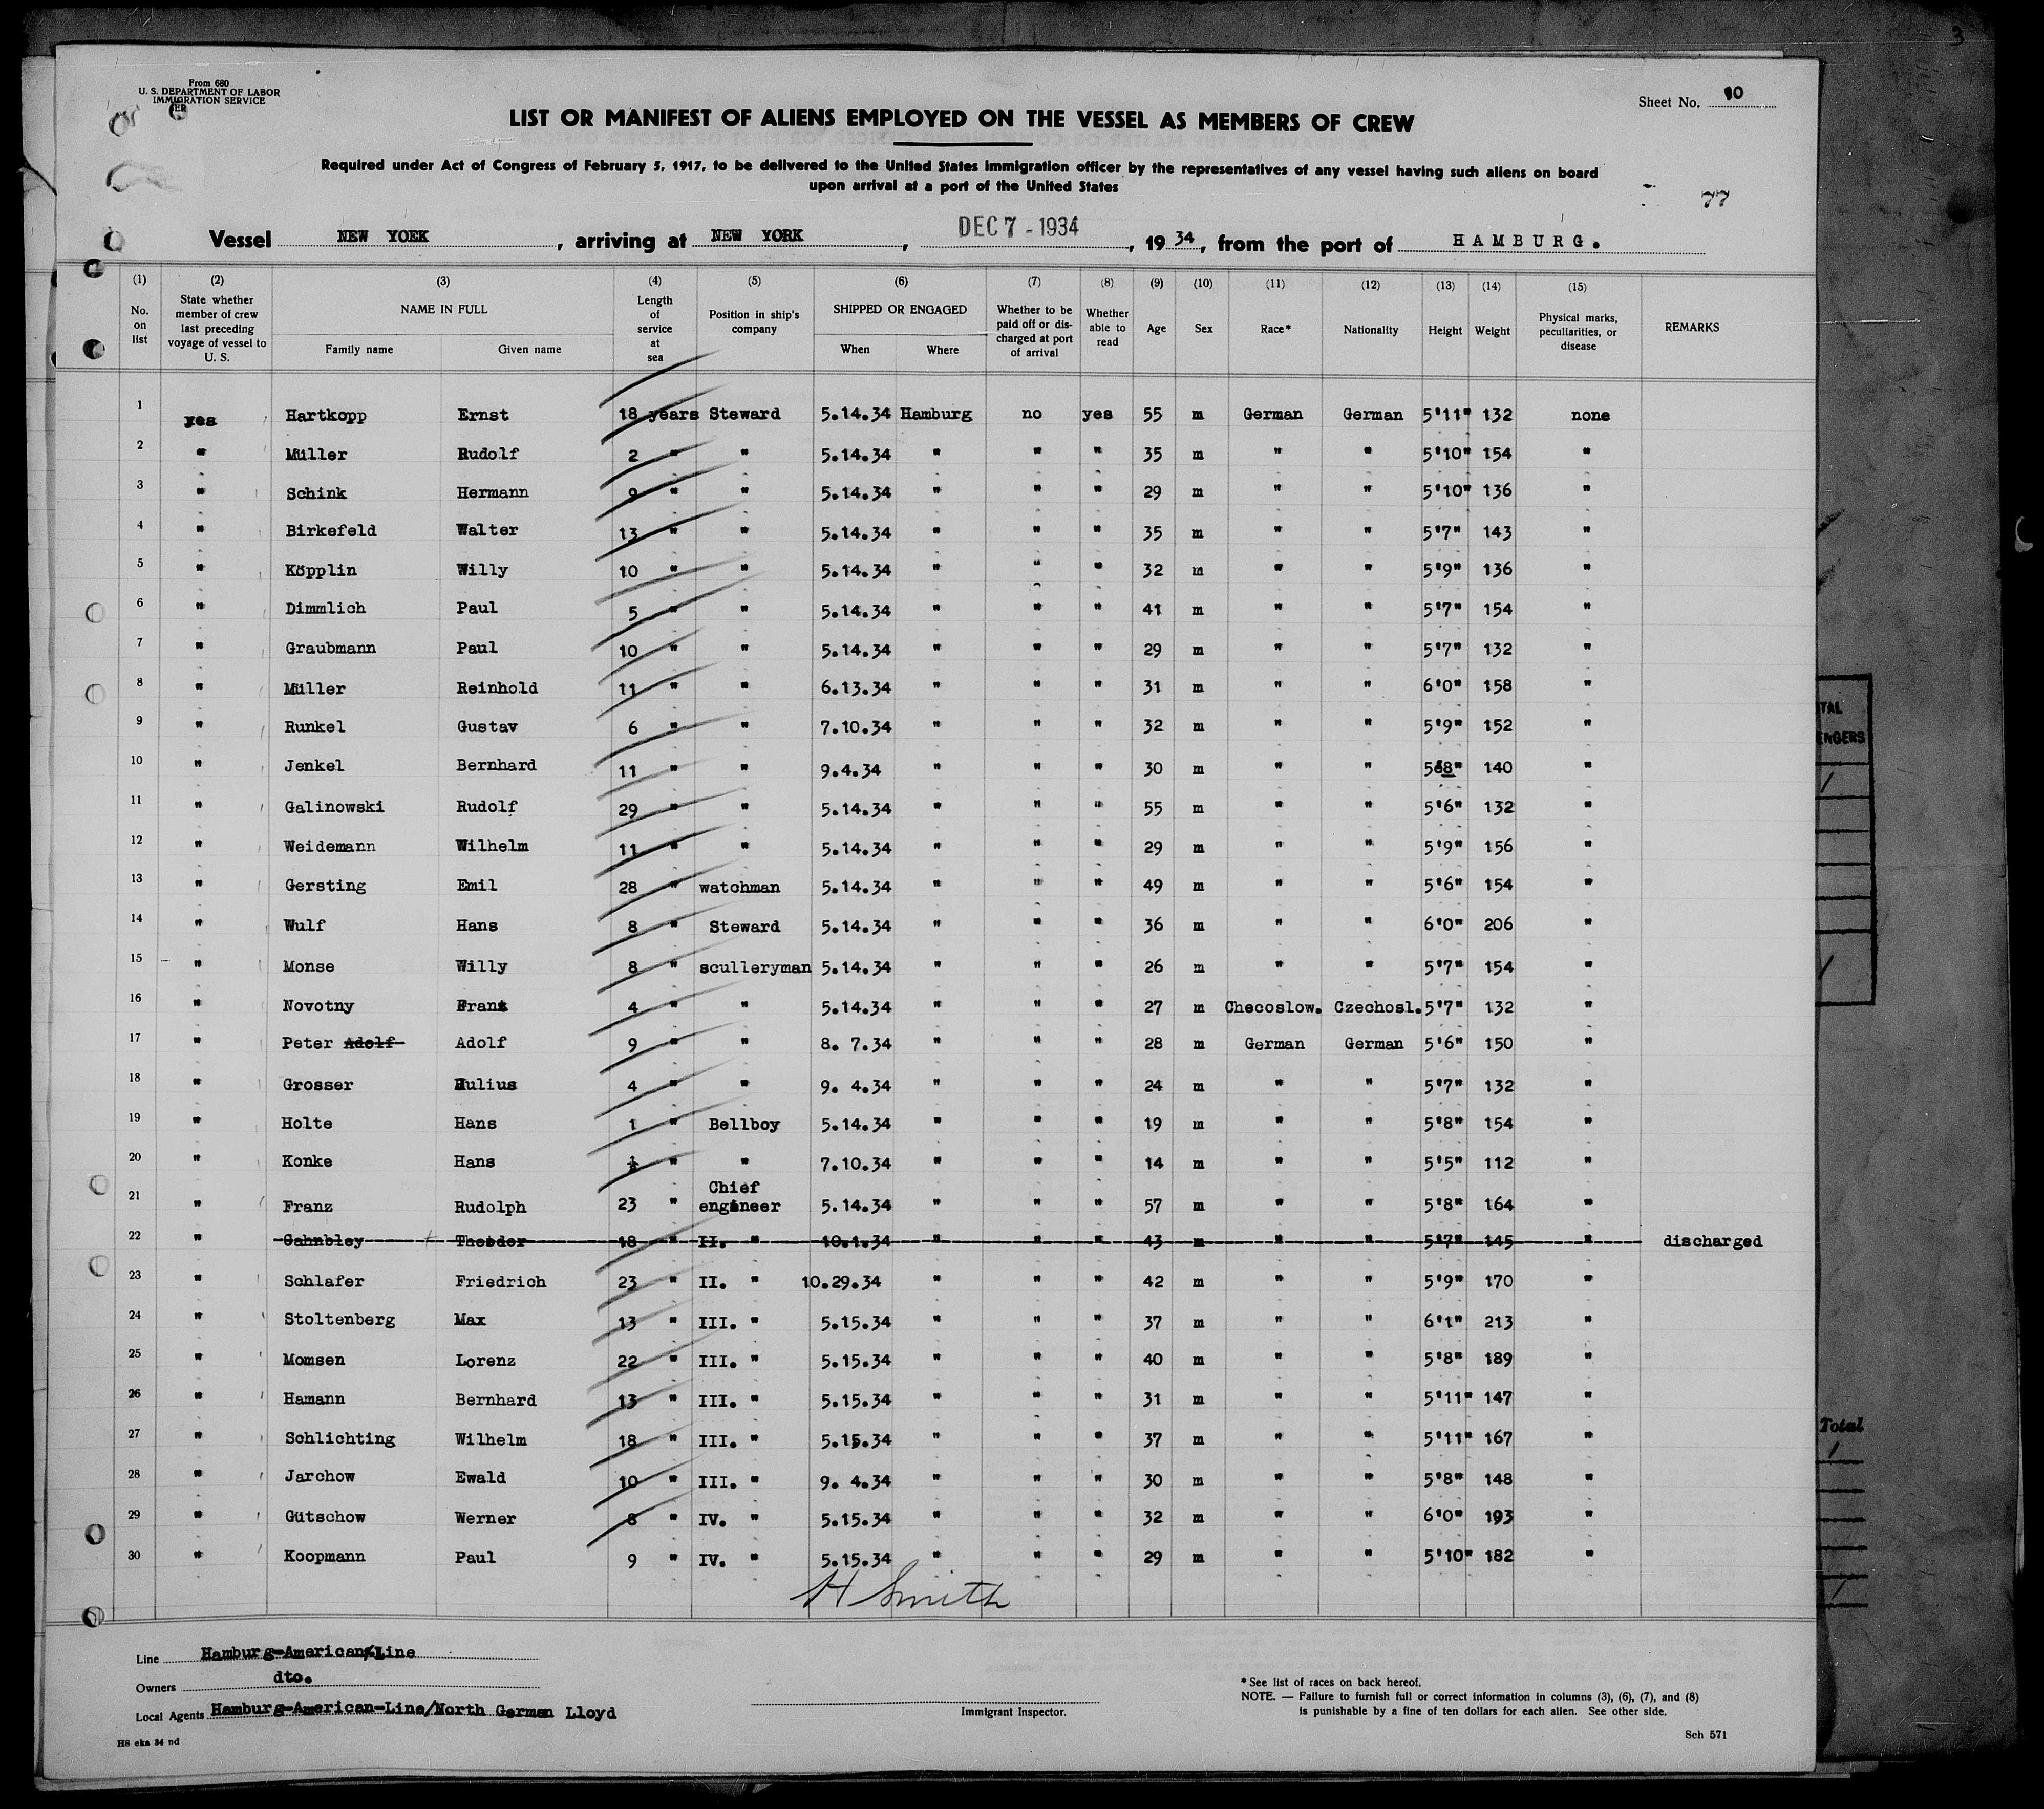 3
From 680
U. S. DEPARTMENT OF LABOR
IMMIGRATION SERVICE
Sheet No. 10
LIST OR MANIFEST OF ALIENS EMPLOYED ON THE VESSEL AS MEMBERS OF CREW
Required under Act of Congress of February 5, 1917, to be delivered to the United States immigration officer by the representatives of any vessel having such aliens on board
upon arrival at a port of the United States
77
Vessel NEW YOEK, arriving at NEW YORK, DEC 7 - 1934, 19 34, from the port of HAMBURG.
(1) (2) (3) (4) (5) (6) (7) (8) (9) (10) (11) (12) (13) (14) (15)
No. on list State whether member of crew last preceding voyage of vessel to U. S. NAME IN FULL Family name Given name Length of service at sea Position in ship's company SHIPPED OR ENGAGED When Where Whether to be paid off or discharged at port of arrival Whether able to read Age Sex Race* Nationality Height Weight Physical marks, peculiarities, or disease REMARKS
1 yes Hartkopp Ernst 18 years Steward 5.14.34 Hamburg no yes 55 m German German 5'11" 132 none
2 " Müller Rudolf 2 " " 5.14.34 " " " 35 m " " 5'10" 154 "
3 " Schink Hermann 9 " " 5.14.34 " " " 29 m " " 5'10" 136 "
4 " Birkefeld Walter 13 " " 5.14.34 " " " 35 m " " 5'7" 143 "
5 " Köpplin Willy 10 " " 5.14.34 " " " 32 m " " 5'9" 136 "
6 " Dimmlich Paul 5 " " 5.14.34 " " " 41 m " " 5'7" 154 "
7 " Graubmann Paul 10 " " 5.14.34 " " " 29 m " " 5'7" 132 "
8 " Müller Reinhold 11 " " 6.13.34 " " " 31 m " " 6'0" 158 "
9 " Runkel Gustav 6 " " 7.10.34 " " " 32 m " " 5'9" 152 "
10 " Jenkel Bernhard 11 " " 9.4.34 " " " 30 m " " 5'8" 140 "
11 " Galinowski Rudolf 29 " " 5.14.34 " " " 55 m " " 5'6" 132 "
12 " Weidemann Wilhelm 11 " " 5.14.34 " " " 29 m " " 5'9" 156 "
13 " Gersting Emil 28 " watchman 5.14.34 " " " 49 m " " 5'6" 154 "
14 " Wulf Hans 8 " Steward 5.14.34 " " " 36 m " " 6'0" 206 "
15 " Monse Willy 8 " sculleryman 5.14.34 " " " 26 m " " 5'7" 154 "
16 " Novotny Franz 4 " " 5.14.34 " " " 27 m Checoslow. Czechosl. 5'7" 132 "
17 " Peter Adolf Adolf 9 " " 8. 7.34 " " " 28 m German German 5'6" 150 "
18 " Grosser Julius 4 " " 9. 4.34 " " " 24 m " " 5'7" 132 "
19 " Holte Hans 1 " Bellboy 5.14.34 " " " 19 m " " 5'8" 154 "
20 " Konke Hans " " 7.10.34 " " " 14 m " " 5'5" 112 "
21 " Franz Rudolph 23 " Chief engineer 5.14.34 " " " 57 m " " 5'8" 164 "
22 " Gahnbley Theodor 18 " II. " 10.1.34 " " " 43 m " " 5'7" 145 " discharged
23 " Schlafer Friedrich 23 " II. " 10.29.34 " " " 42 m " " 5'9" 170 "
24 " Stoltenberg Max 13 " III. " 5.15.34 " " " 37 m " " 6'1" 213 "
25 " Momsen Lorenz 22 " III. " 5.15.34 " " " 40 m " " 5'8" 189 "
26 " Hamann Bernhard 13 " III. " 5.15.34 " " " 31 m " " 5'11" 147 "
27 " Schlichting Wilhelm 18 " III. " 5.15.34 " " " 37 m " " 5'11" 167 "
28 " Jarchow Ewald 10 " III. " 9. 4.34 " " " 30 m " " 5'8" 148 "
29 " Gütschow Werner 8 " IV. " 5.15.34 " " " 32 m " " 6'0" 193 "
30 " Koopmann Paul 9 " IV. " 5.15.34 " " " 29 m " " 5'10" 182 "
H Smith
Line Hamburg-American-Line
Owners dto.
Local Agents Hamburg-American-Line/North German Lloyd
Immigrant Inspector.
* See list of races on back hereof.
NOTE. — Failure to furnish full or correct information in columns (3), (6), (7), and (8)
is punishable by a fine of ten dollars for each alien. See other side.
HS eka 34 nd
Sch 571
Total